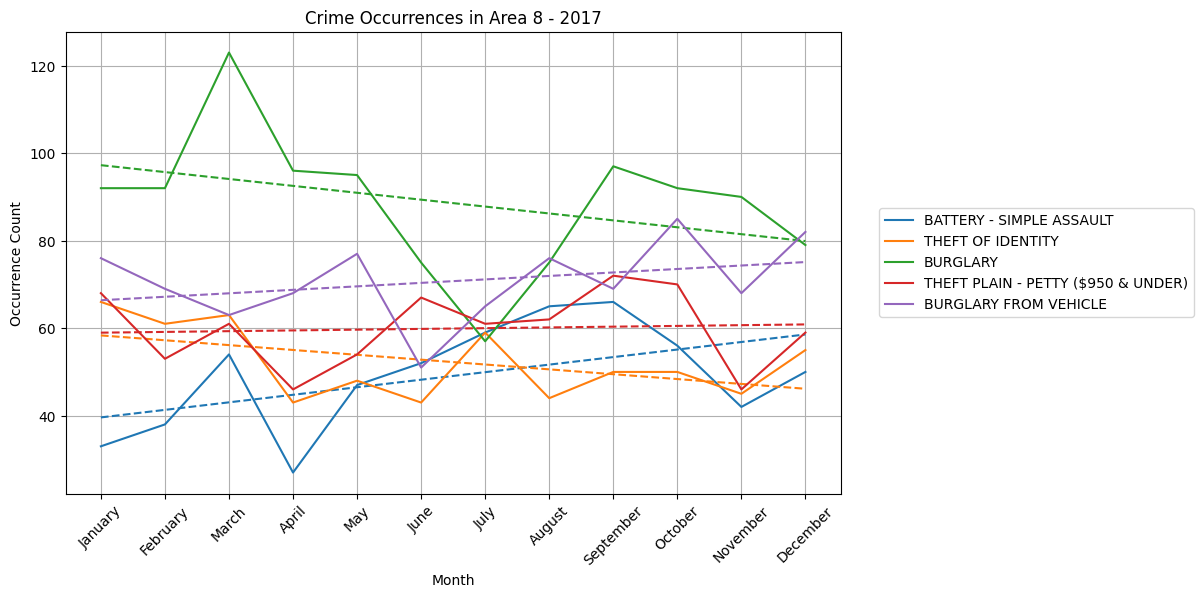 Crime Occurrences in Area 8 - 2017
120
100
80
60
40
Occurrence Count
January
February
March
April
May
June
July
August
September
October
November
December
Month
BATTERY - SIMPLE ASSAULT
THEFT OF IDENTITY
BURGLARY
THEFT PLAIN - PETTY ($950 & UNDER)
BURGLARY FROM VEHICLE